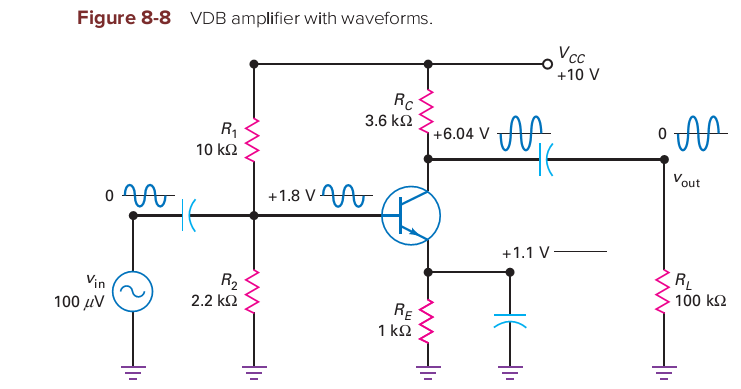 Figure 8-8 VDB amplifier with waveforms.
VCC
+10 V
RC
3.6 kΩ
R1
10 kΩ
+6.04 V
0
Vout
0
+1.8 V
+1.1 V
Vin
100 μV
R2
2.2 kΩ
RE
1 kΩ
RL
100 kΩ